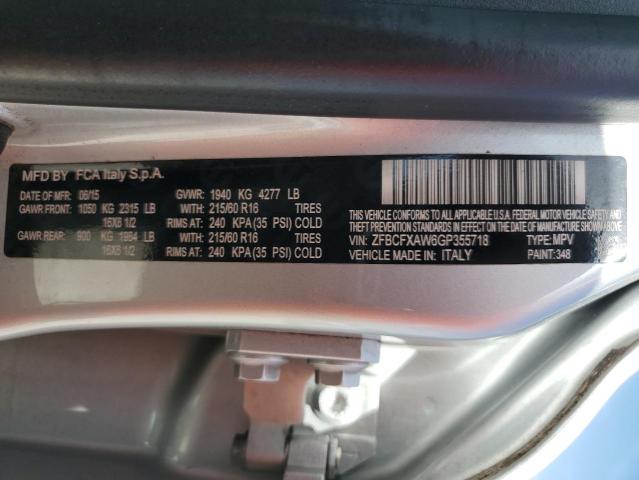 MFD BY FCA Italy S.p.A.
DATE OF MFR 06/15 GVWR: 1940 KG 4277 LB
GAWR FRONT: 1050 KG 2315 LB WITH: 215/60 R16 TIRES
16X6 1/2 RIMS AT: 240 KPA (35 PSI) COLD
GAWR REAR: 900 KG 1984 LB WITH: 215/60 R16 TIRES
16X6 1/2 RIMS AT: 240 KPA (35 PSI) COLD
THIS VEHICLE CONFORMS TO ALL APPLICABLE U.S. FEDERAL MOTOR VEHICLE SAFETY
AND THEFT PREVENTION STANDARDS IN EFFECT ON THE DATE OF MANUFACTURE SHOWN ABOVE
VIN: ZFBCFXAW6GP355718 TYPE: MPV
VEHICLE MADE IN: ITALY PAINT: 348